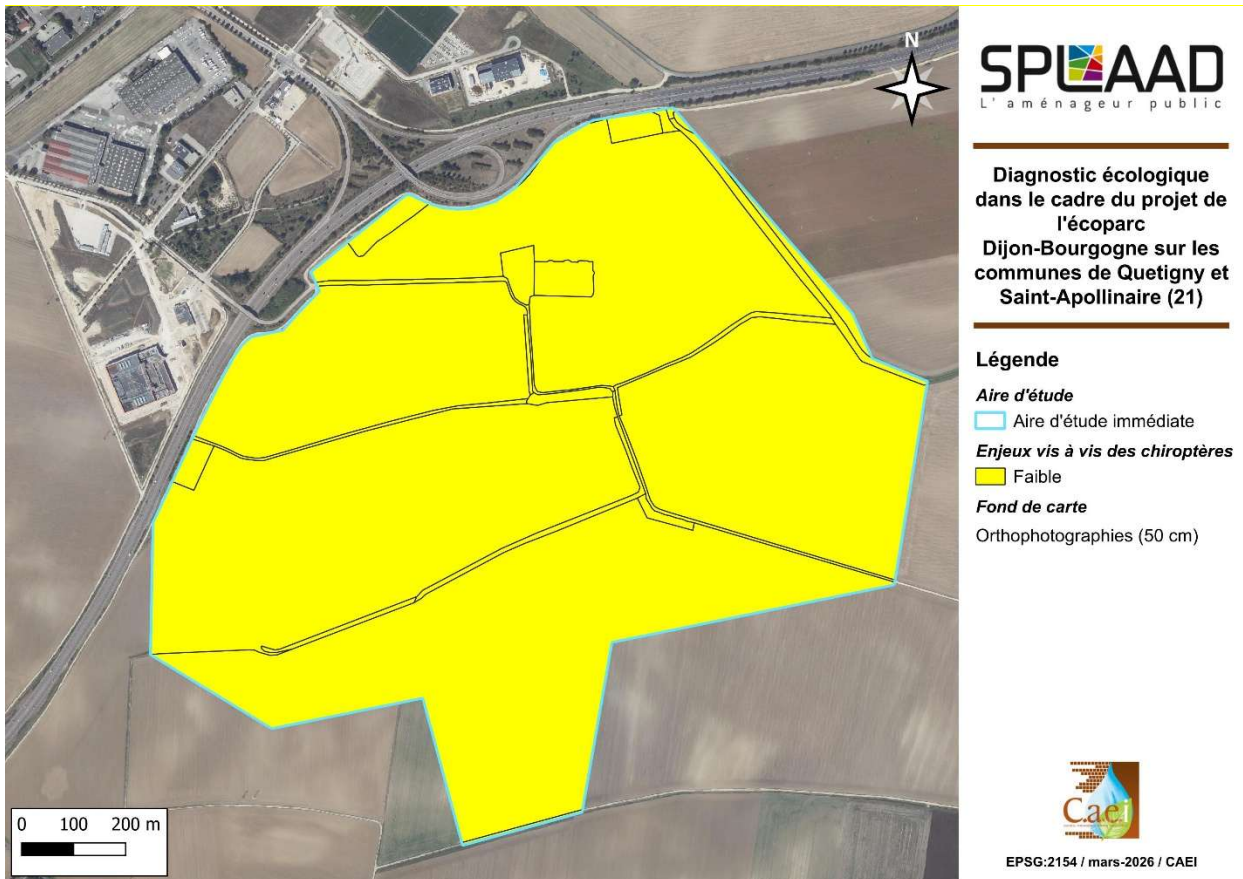 N
SPLAAD
L'aménageur public
Diagnostic écologique
dans le cadre du projet de
l'écoparc
Dijon-Bourgogne sur les
communes de Quetigny et
Saint-Apollinaire (21)
Légende
Aire d'étude
Aire d'étude immédiate
Enjeux vis à vis des chiroptères
Faible
Fond de carte
Orthophotographies (50 cm)
0 100 200 m
C.a.e.i
EPSG:2154 / mars-2026 / CAEI